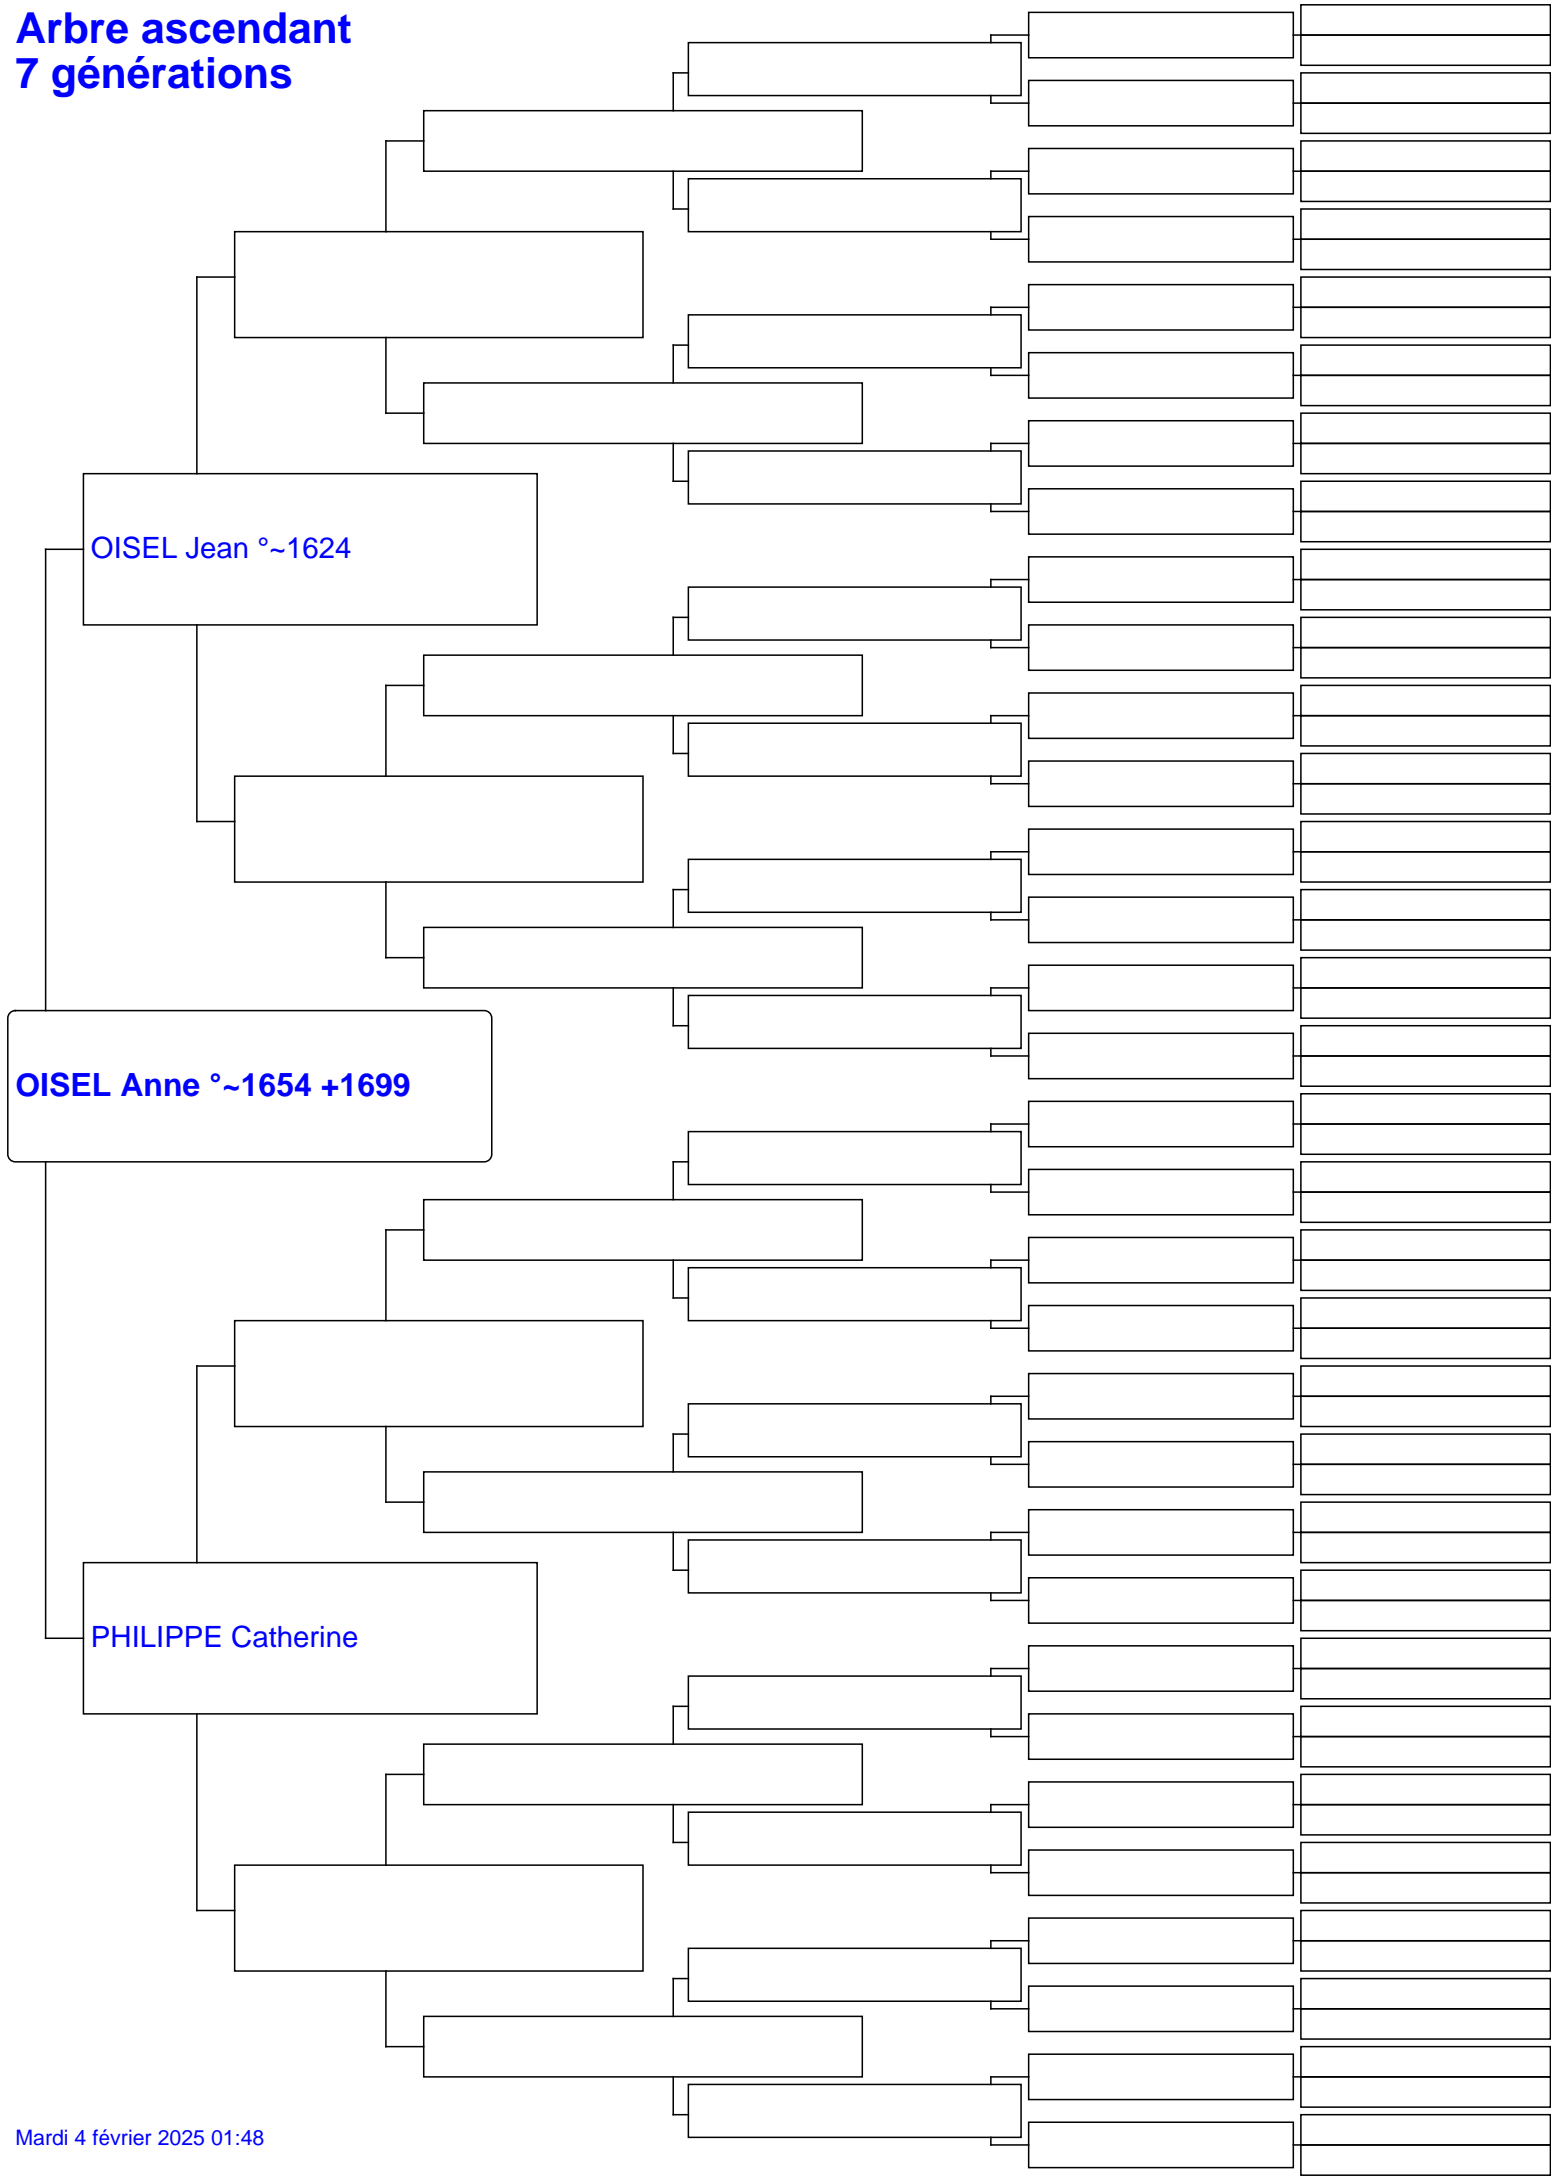 Arbre ascendant
7 générations
OISEL Jean °~1624
OISEL Anne °~1654 +1699
PHILIPPE Catherine
Mardi 4 février 2025 01:48